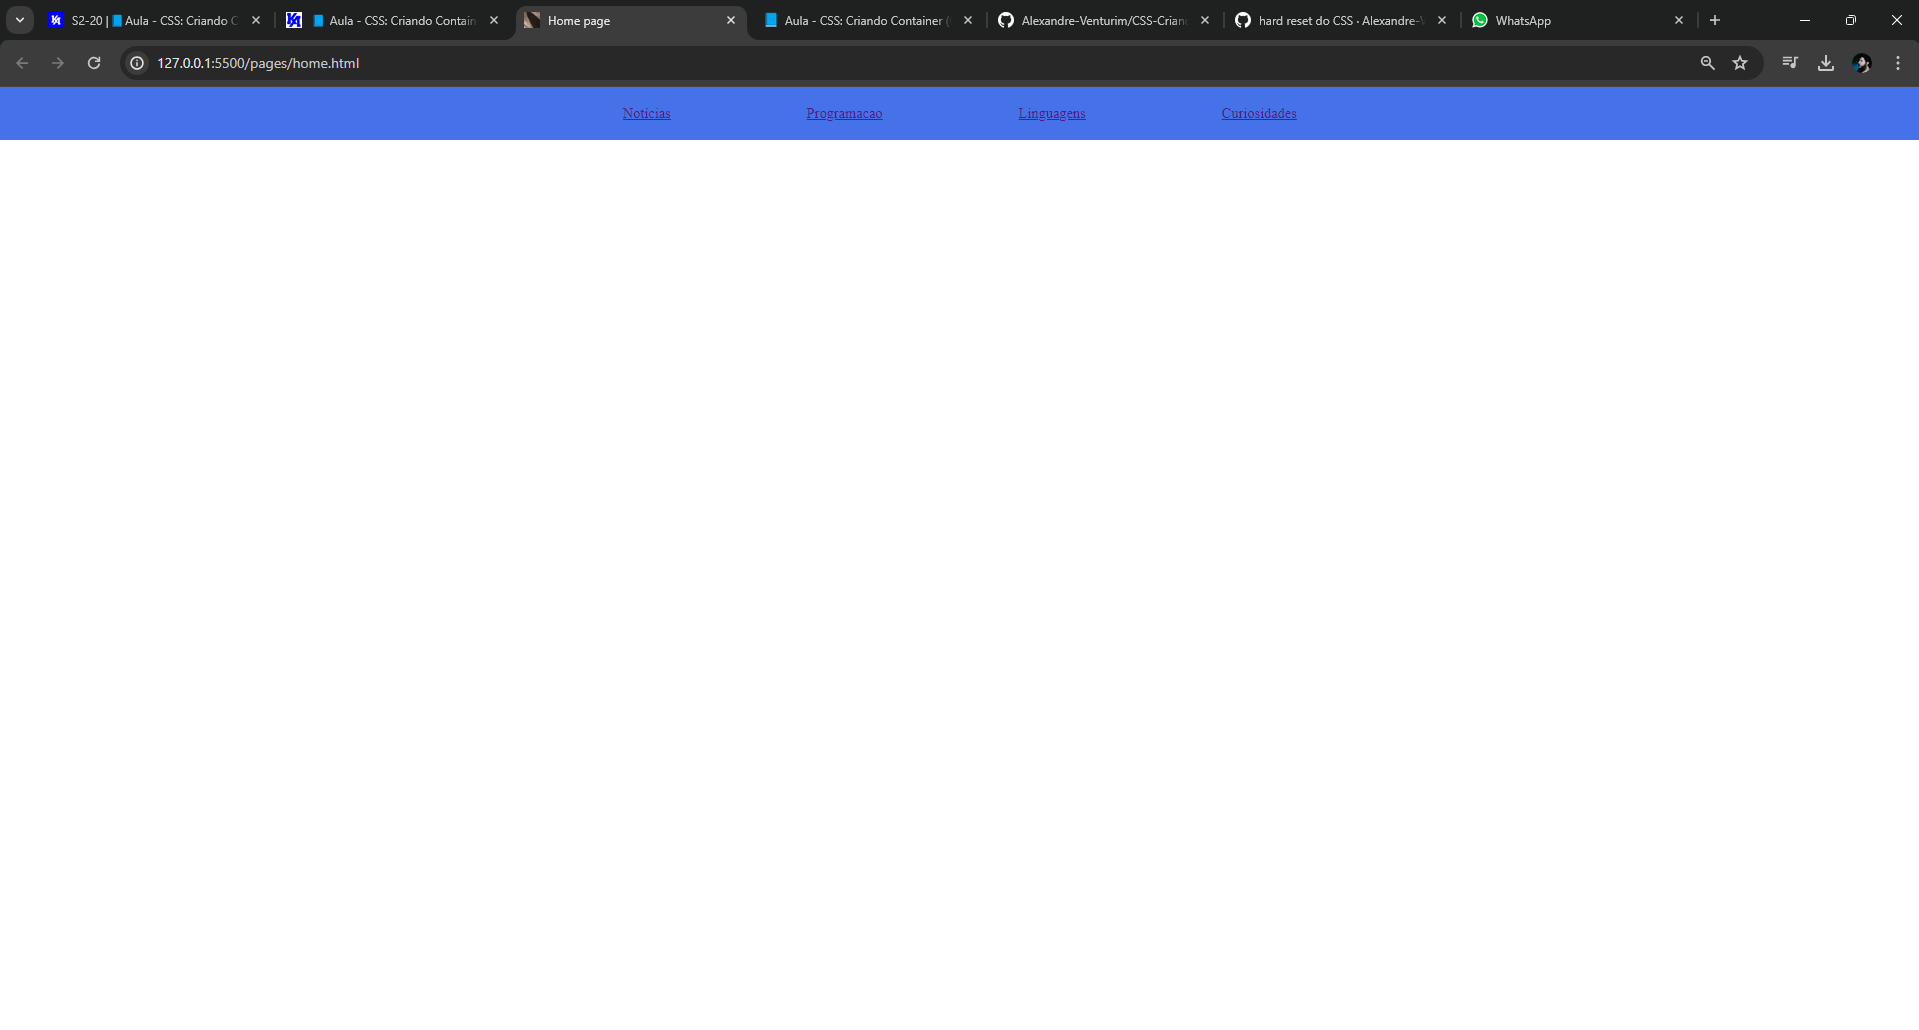 S2-20 | Aula - CSS: Criando C
Aula - CSS: Criando Contain
Home page
Aula - CSS: Criando Container (
Alexandre-Venturim/CSS-Crian
hard reset do CSS · Alexandre-V
WhatsApp
127.0.0.1:5500/pages/home.html
Noticias Programacao Linguagens Curiosidades